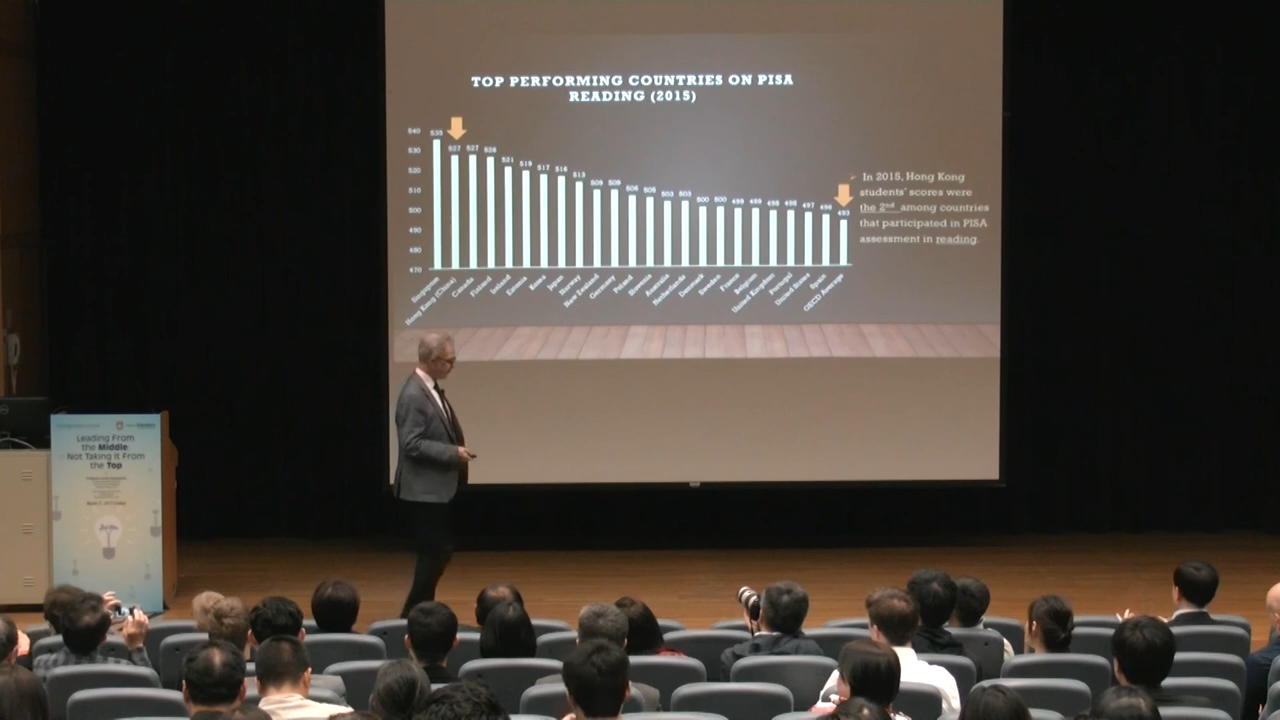 TOP PERFORMING COUNTRIES ON PISA
READING (2015)
540
530
520
510
500
490
480
470
535
527
527
526
521
519
517
516
513
509
509
506
505
503
503
500
500
499
499
498
498
497
496
493
Singapore
Hong Kong (China)
Canada
Finland
Ireland
Estonia
Korea
Japan
Norway
New Zealand
Germany
Poland
Slovenia
Australia
Netherlands
Denmark
Sweden
France
Belgium
United Kingdom
Portugal
United States
Spain
OECD Average
In 2015, Hong Kong
students' scores were
the 2nd among countries
that participated in PISA
assessment in reading.
Leading From
the Middle:
Not Taking It From
the Top